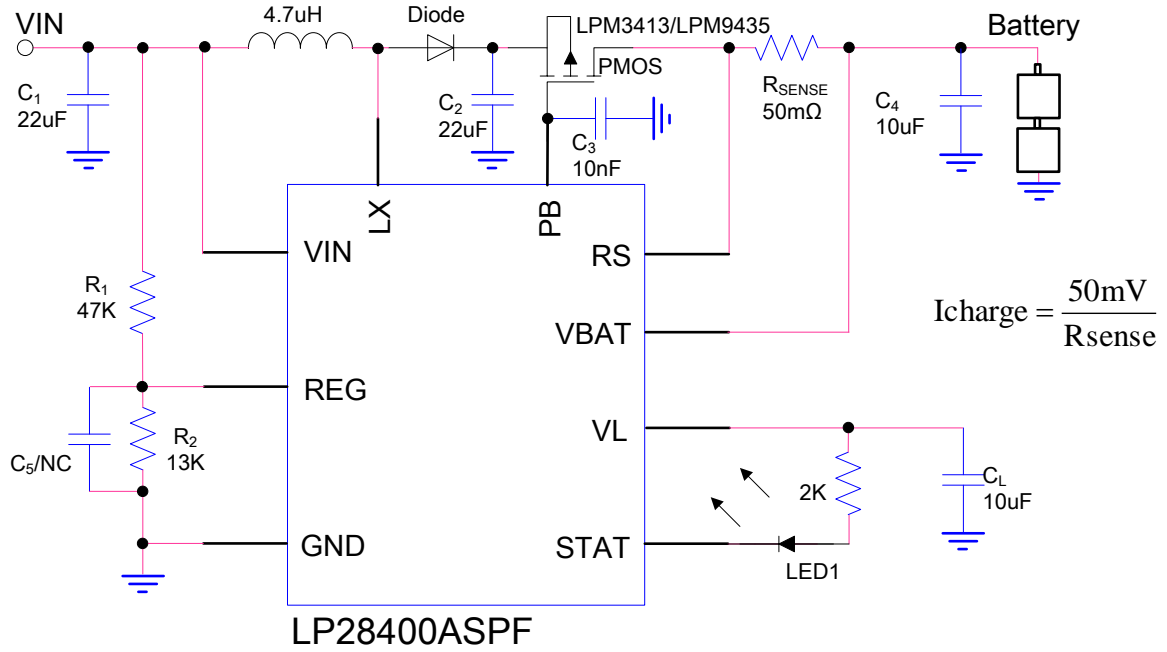 VIN
4.7uH
Diode
LPM3413/LPM9435
PMOS
Battery
C1
22uF
C2
22uF
C3
10nF
RSENSE
50mΩ
C4
10uF
LX
PB
VIN
RS
R1
47K
VBAT
Icharge = 50mV / Rsense
REG
VL
R2
13K
C5/NC
2K
CL
10uF
GND
STAT
LED1
LP28400ASPF